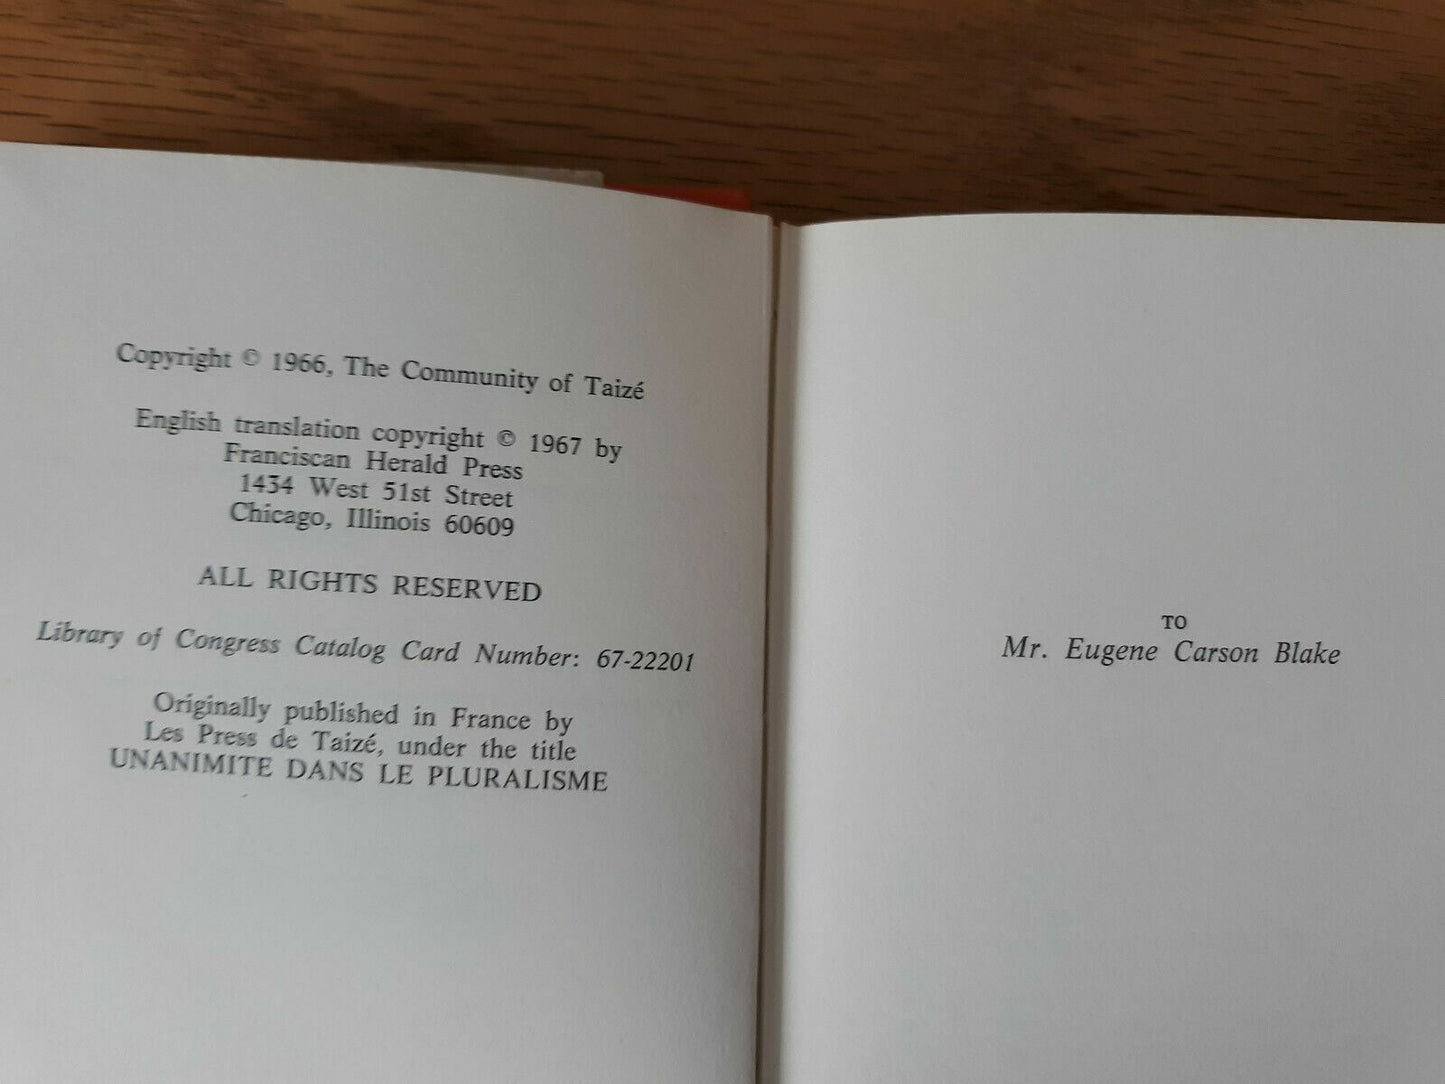 Copyright © 1966, The Community of Taizé
English translation copyright © 1967 by
Franciscan Herald Press
1434 West 51st Street
Chicago, Illinois 60609
ALL RIGHTS RESERVED
Library of Congress Catalog Card Number: 67-22201
Originally published in France by
Les Press de Taizé, under the title
UNANIMITE DANS LE PLURALISME
TO
Mr. Eugene Carson Blake